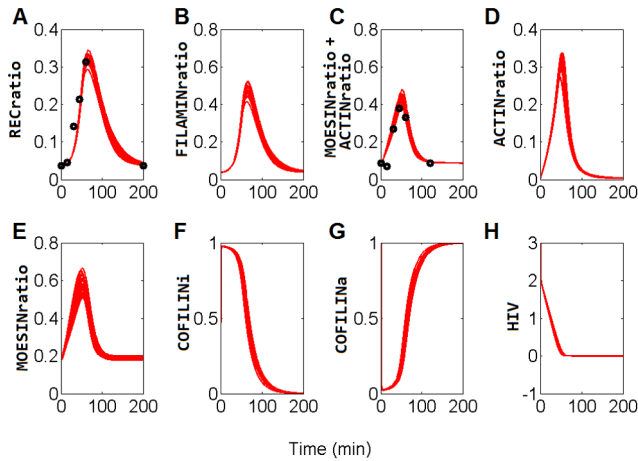 A
RECratio
0.4
0.3
0.2
0.1
0
0 100 200
B
FILAMINratio
0.8
0.6
0.4
0.2
0
0 100 200
C
MOESINratio +
ACTINratio
0.8
0.6
0.4
0.2
0
0 100 200
D
ACTINratio
0.4
0.3
0.2
0.1
0
0 100 200
E
MOESINratio
0.8
0.6
0.4
0.2
0
0 100 200
F
COFILINi
1
0.5
0
0 100 200
G
COFILINa
1
0.5
0
0 100 200
H
HIV
3
2
1
0
-1
0 100 200
Time (min)